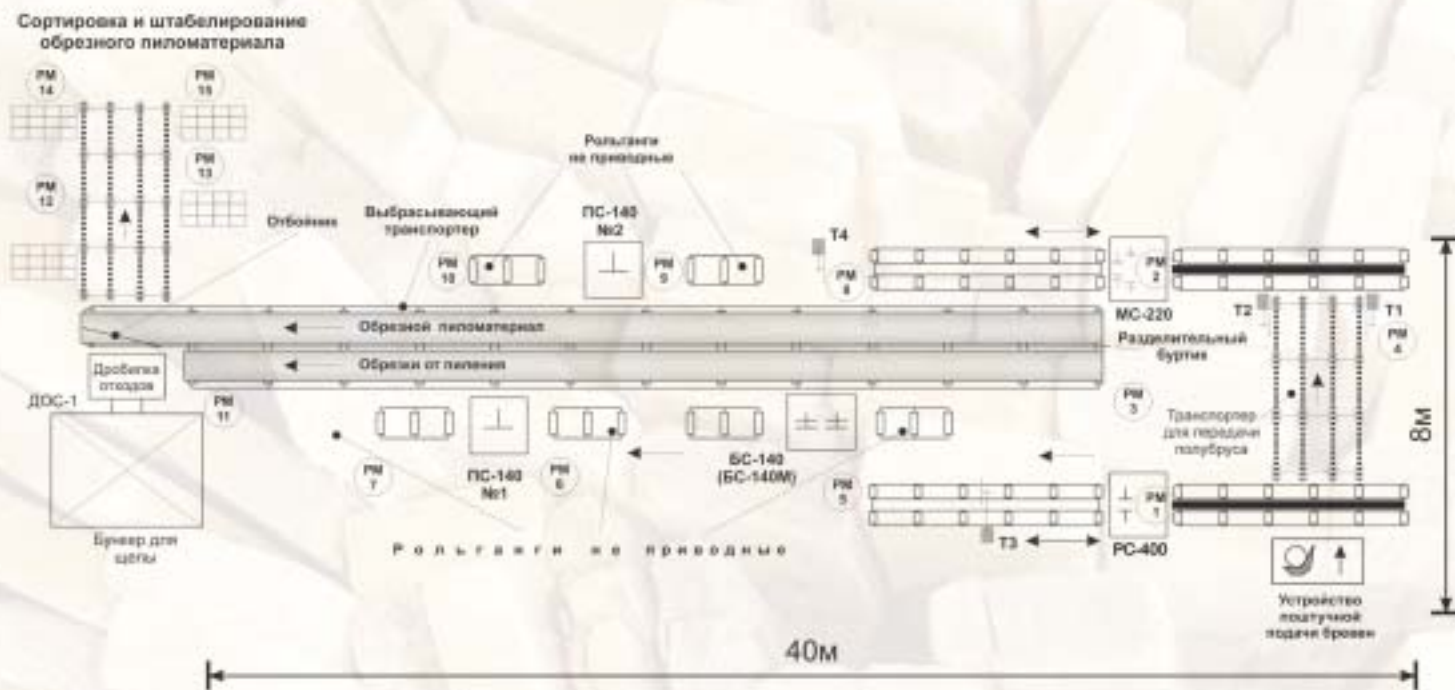 Сортировка и штабелирование
обрезного пиломатериала
РМ
14
РМ
15
РМ
13
РМ
12
Рольганги
не приводные
Отбойник
Выбрасывающий
транспортер
ПС-140
№2
РМ
10
РМ
9
Т4
РМ
8
РМ
2
МС-220
Т2
Т1
РМ
4
Обрезной пиломатериал
Обрезки от пиления
Разделительный
буртик
Дробилка
отходов
ДОС-1
РМ
11
РМ
3
Транспортер
для передачи
полубруса
8м
РМ
7
ПС-140
№1
РМ
6
БС-140
(БС-140М)
РМ
5
РМ
1
Бункер для
щепы
Рольганги не приводные
Т3
РС-400
Устройство
поштучной
подачи бревен
40м